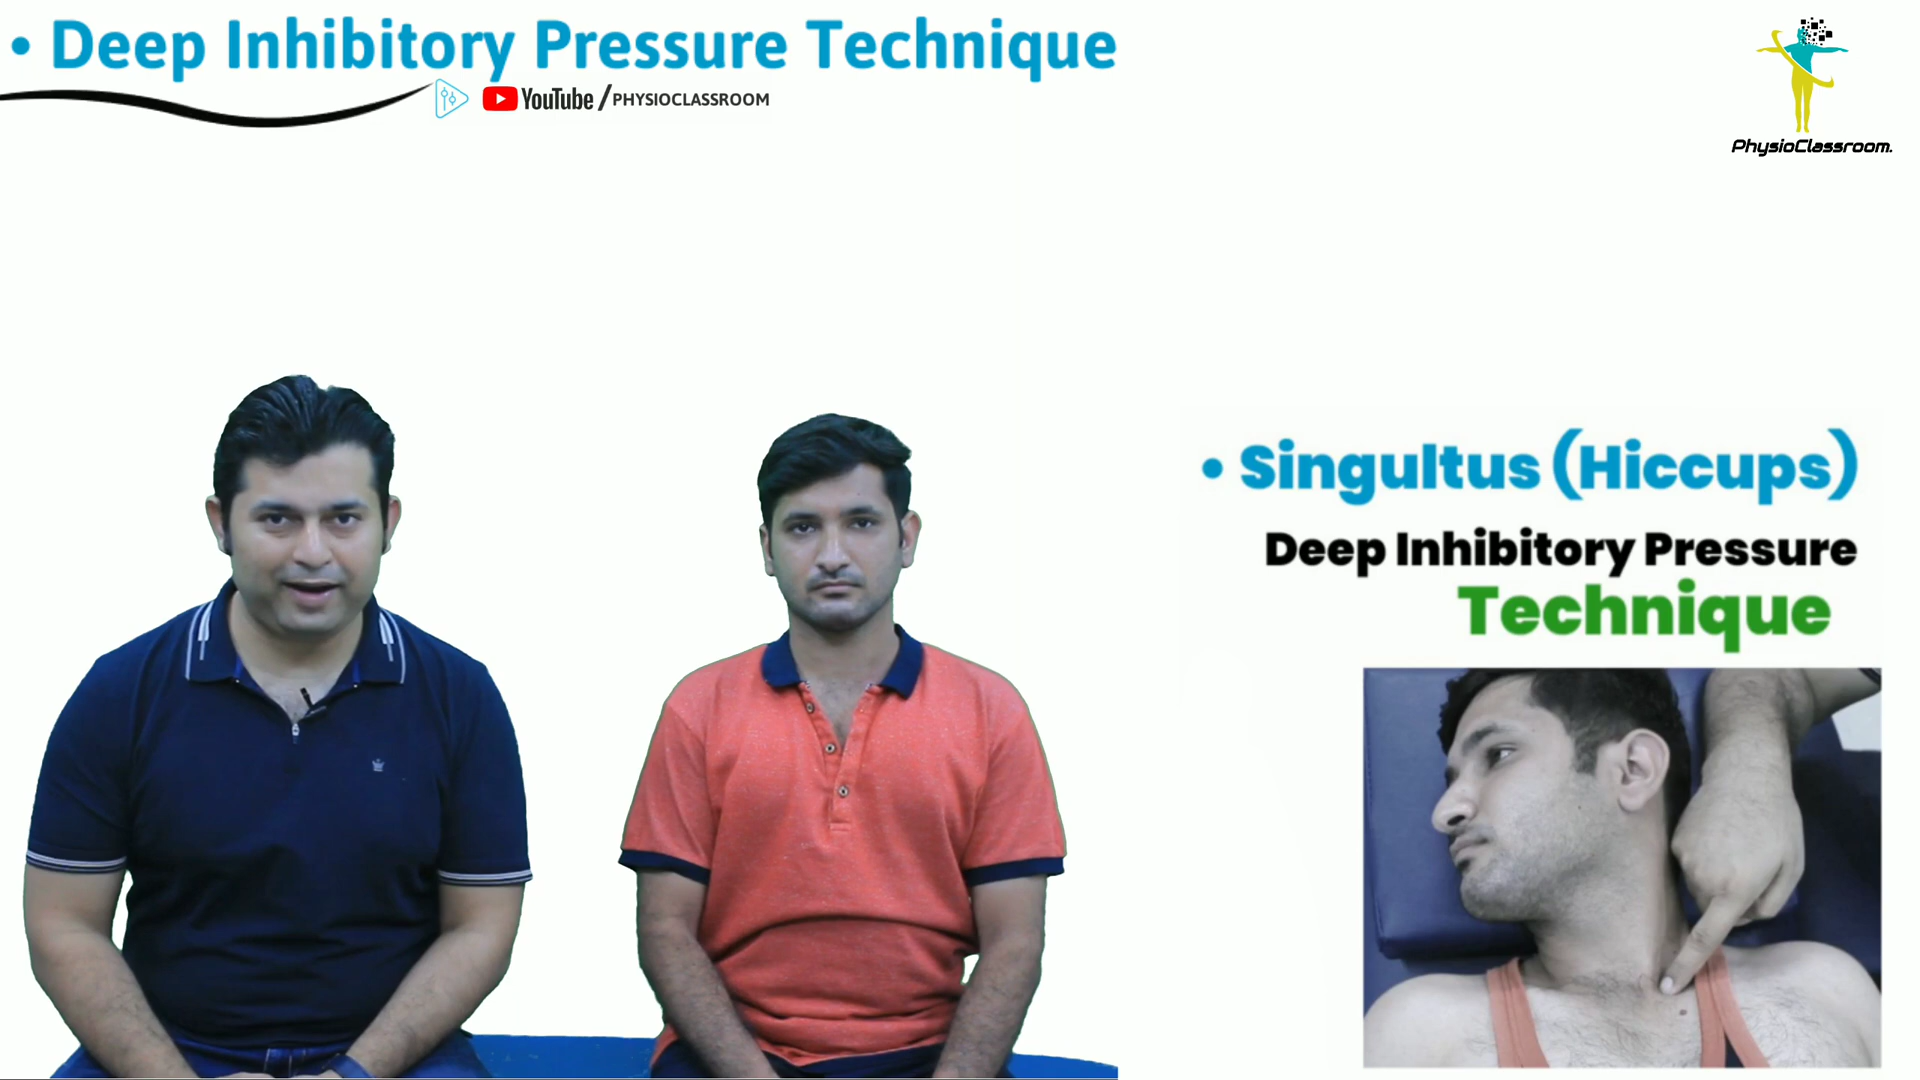 • Deep Inhibitory Pressure Technique
YouTube / PHYSIOCLASSROOM
PhysioClassroom.
• Singultus (Hiccups)
Deep Inhibitory Pressure
Technique